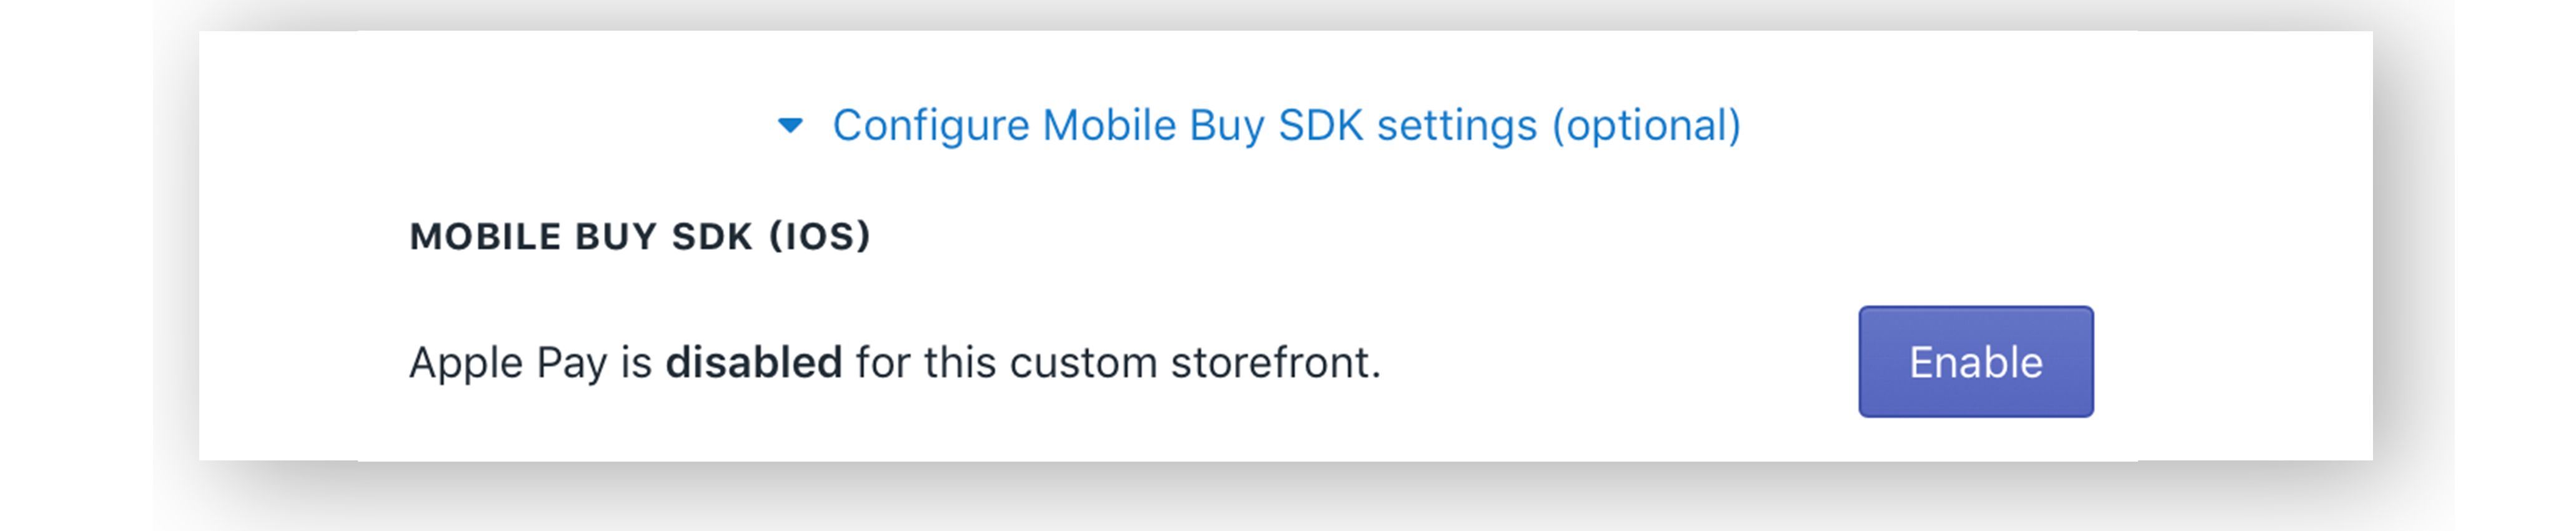 Configure Mobile Buy SDK settings (optional)
MOBILE BUY SDK (IOS)
Apple Pay is disabled for this custom storefront.
Enable